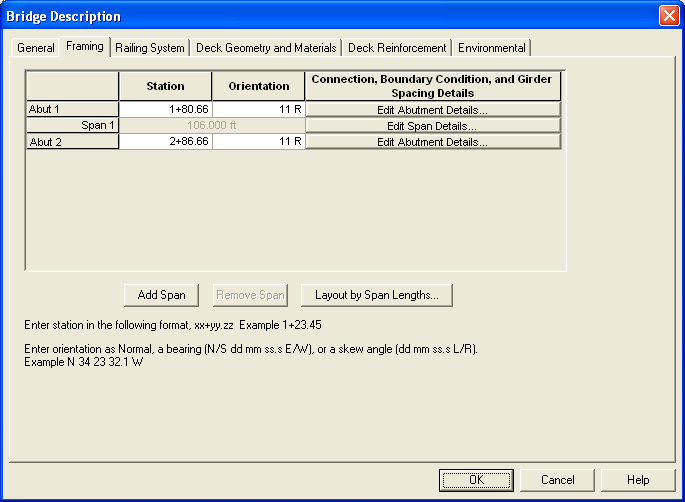 Bridge Description
General Framing Railing System Deck Geometry and Materials Deck Reinforcement Environmental
Station Orientation Connection, Boundary Condition, and Girder
Spacing Details
Abut 1 1+80.66 11 R Edit Abutment Details...
Span 1 106.000 ft Edit Span Details...
Abut 2 2+86.66 11 R Edit Abutment Details...
Add Span Remove Span Layout by Span Lengths...
Enter station in the following format, xx+yy.zz Example 1+23.45
Enter orientation as Normal, a bearing (N/S dd mm ss.s E/W), or a skew angle (dd mm ss.s L/R).
Example N 34 23 32.1 W
OK Cancel Help